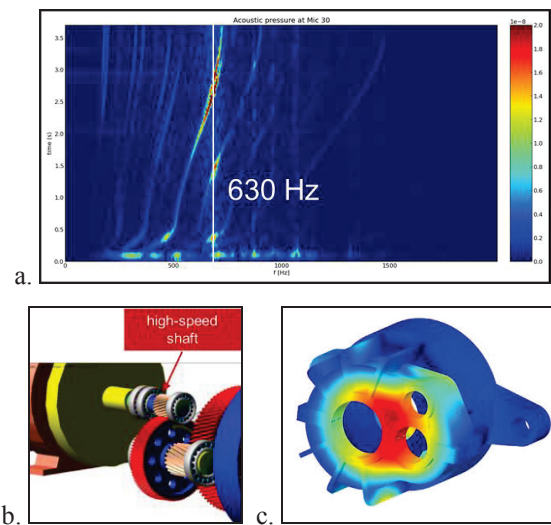 Acoustic pressure at Mic 30
1e-8
3.5
3.0
2.5
2.0
1.5
1.0
0.5
0.0
time (s)
630 Hz
0
500
1000
1500
f [Hz]
2.0
1.8
1.6
1.4
1.2
1.0
0.8
0.6
0.4
0.2
0.0
a.
high-speed
shaft
b.
c.